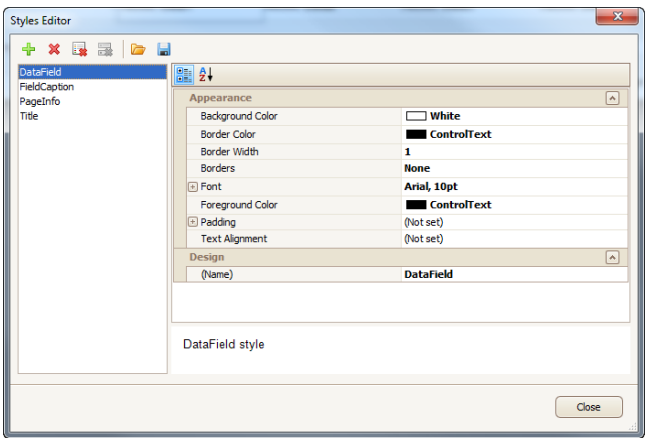 Styles Editor
DataField
FieldCaption
PageInfo
Title
Appearance
Background Color White
Border Color ControlText
Border Width 1
Borders None
Font Arial, 10pt
Foreground Color ControlText
Padding (Not set)
Text Alignment (Not set)
Design
(Name) DataField
DataField style
Close